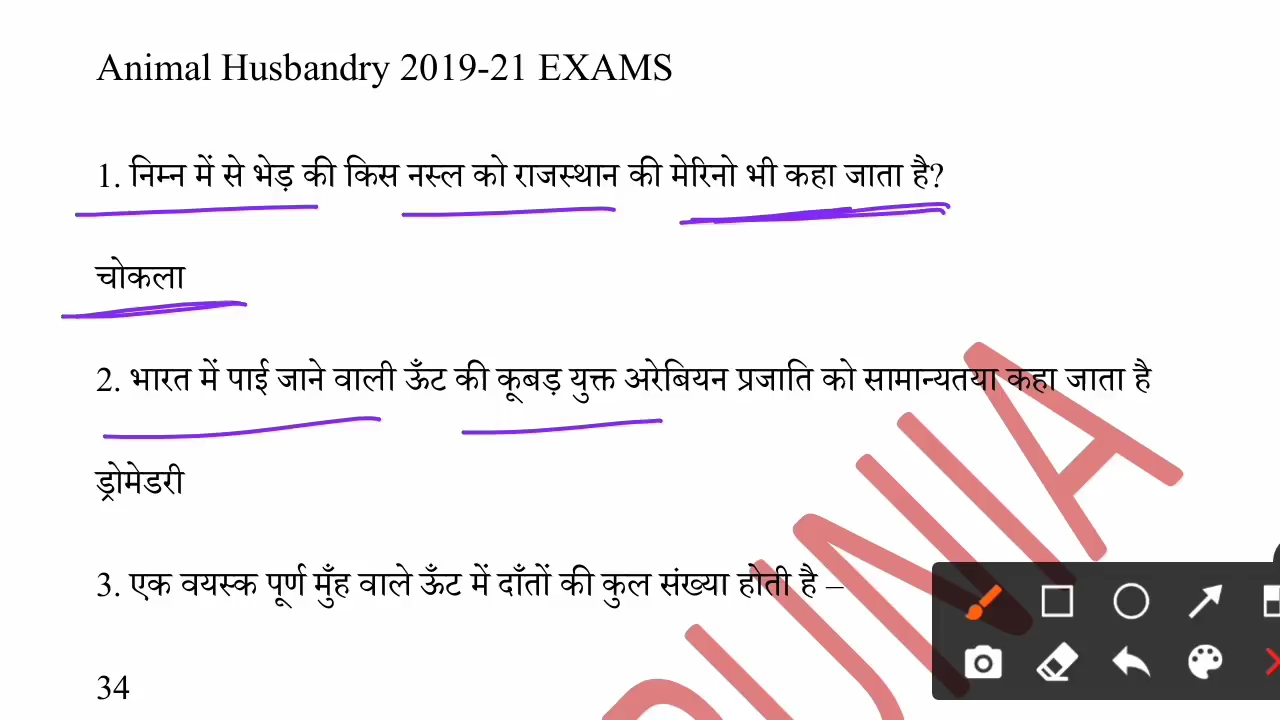 Animal Husbandry 2019-21 EXAMS
1. निम्न में से भेड़ की किस नस्ल को राजस्थान की मेरिनो भी कहा जाता है?
चोकला
2. भारत में पाई जाने वाली ऊँट की कूबड़ युक्त अरेबियन प्रजाति को सामान्यतया कहा जाता है
ड्रोमेडरी
3. एक वयस्क पूर्ण मुँह वाले ऊँट में दाँतों की कुल संख्या होती है –
34
PUNIA